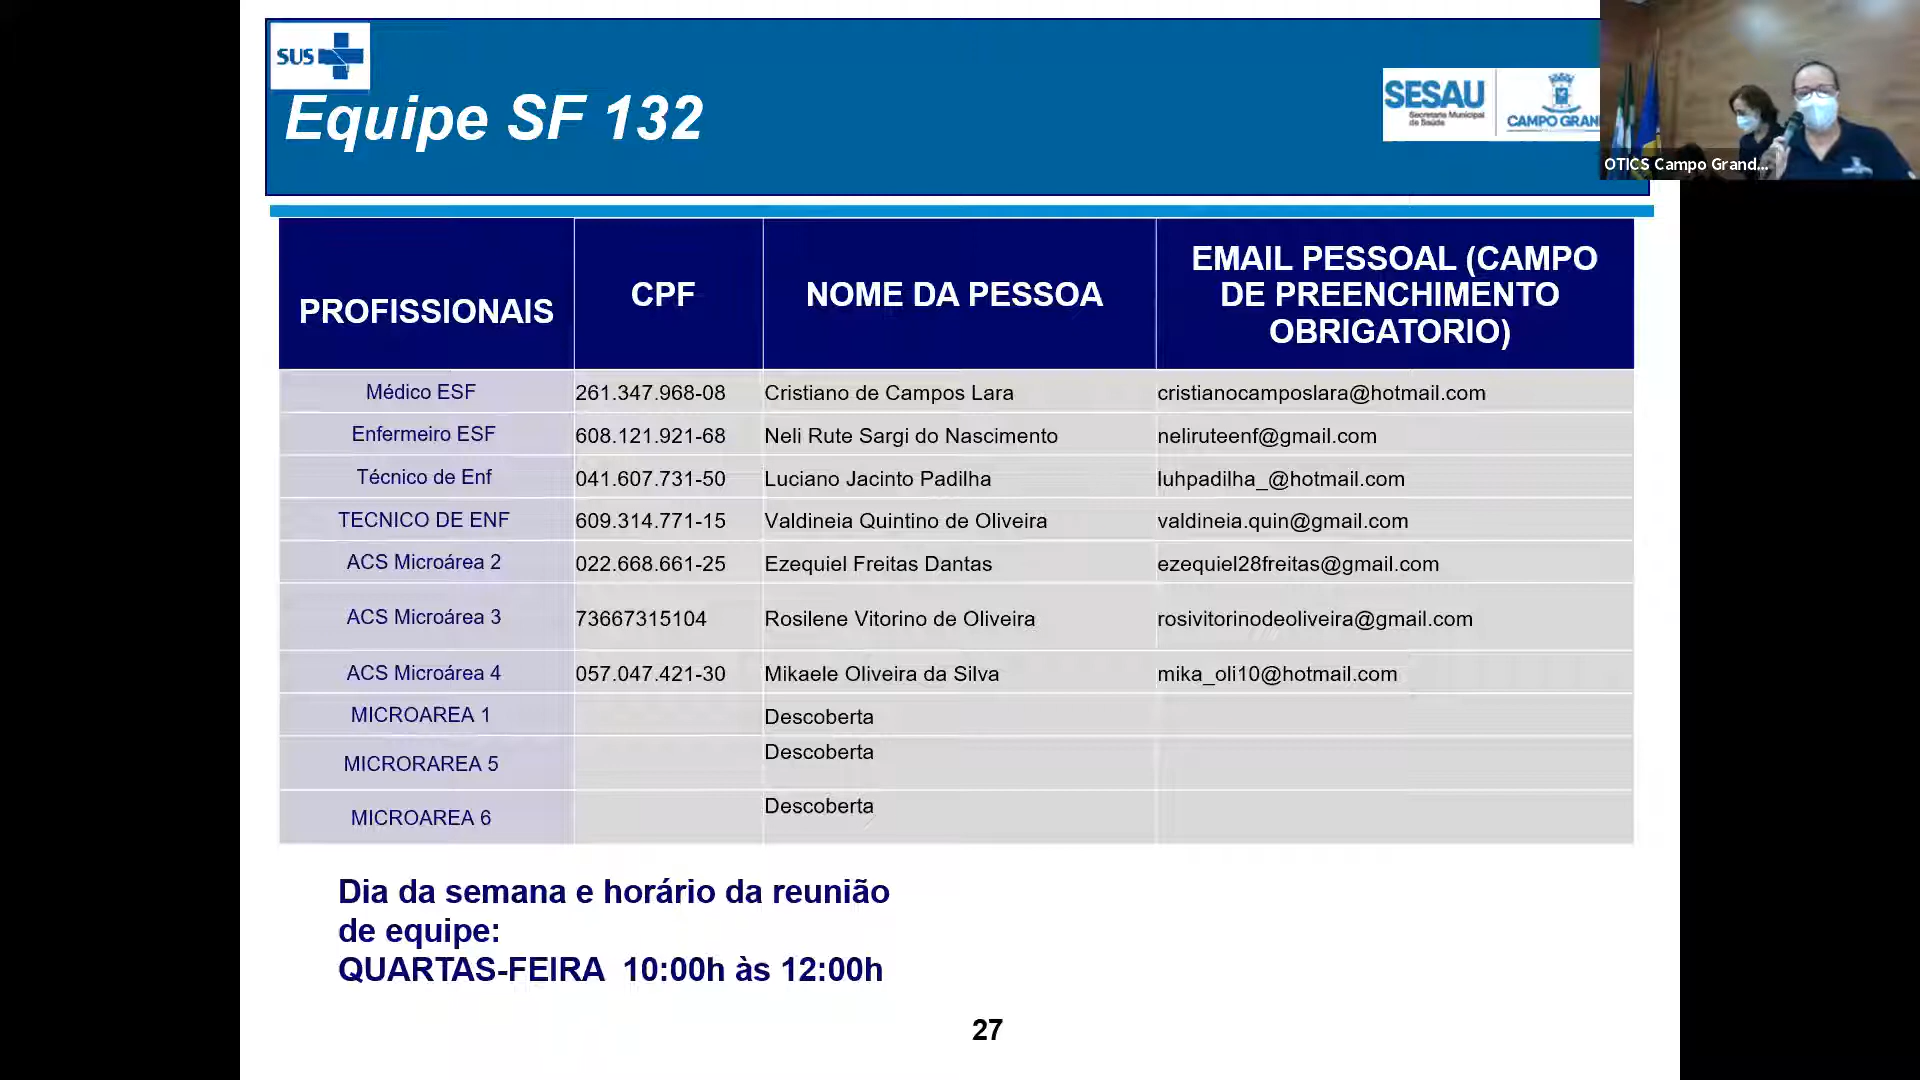 SUS
Equipe SF 132
SESAU
Secretaria Municipal
de Saúde
CAMPO GRAN
OTICS Campo Grand...
PROFISSIONAIS CPF NOME DA PESSOA EMAIL PESSOAL (CAMPO
DE PREENCHIMENTO
OBRIGATORIO)
Médico ESF 261.347.968-08 Cristiano de Campos Lara cristianocamposlara@hotmail.com
Enfermeiro ESF 608.121.921-68 Neli Rute Sargi do Nascimento neliruteenf@gmail.com
Técnico de Enf 041.607.731-50 Luciano Jacinto Padilha luhpadilha_@hotmail.com
TECNICO DE ENF 609.314.771-15 Valdineia Quintino de Oliveira valdineia.quin@gmail.com
ACS Microárea 2 022.668.661-25 Ezequiel Freitas Dantas ezequiel28freitas@gmail.com
ACS Microárea 3 73667315104 Rosilene Vitorino de Oliveira rosivitorinodeoliveira@gmail.com
ACS Microárea 4 057.047.421-30 Mikaele Oliveira da Silva mika_oli10@hotmail.com
MICROAREA 1 Descoberta
MICRORAREA 5 Descoberta
MICROAREA 6 Descoberta
Dia da semana e horário da reunião
de equipe:
QUARTAS-FEIRA 10:00h às 12:00h
27